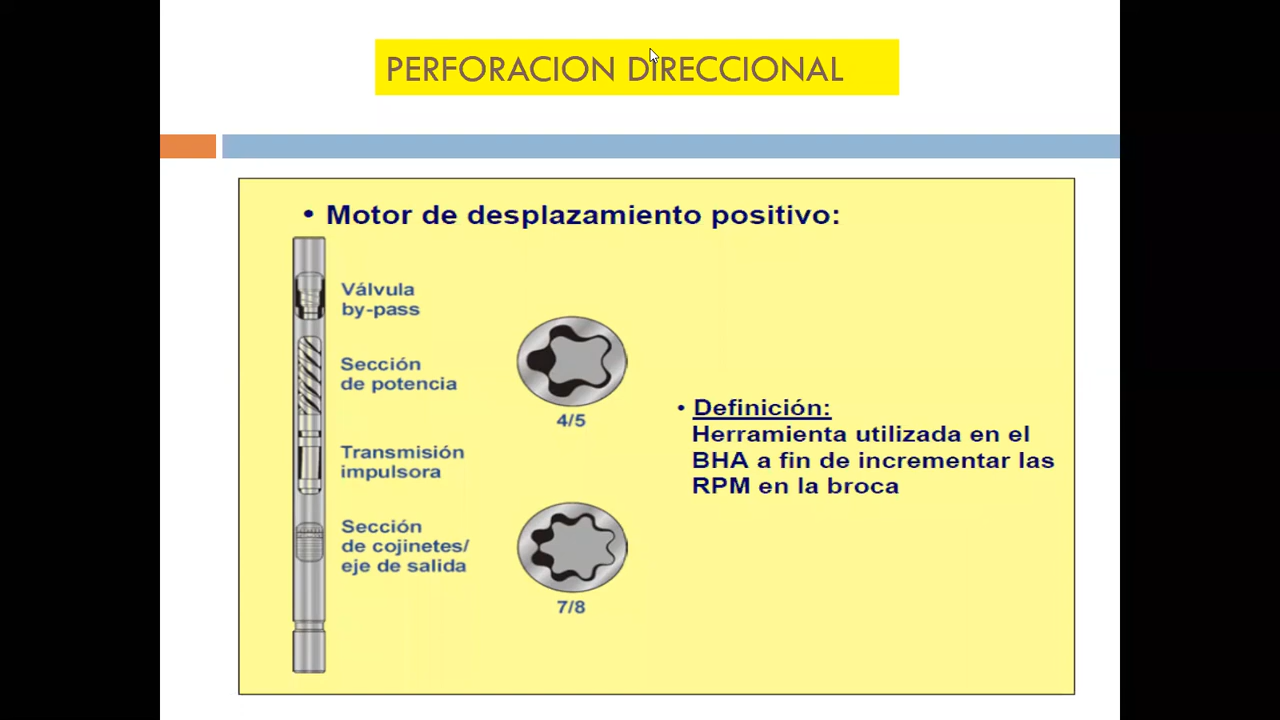 PERFORACION DIRECCIONAL
• Motor de desplazamiento positivo:
Válvula
by-pass
Sección
de potencia
4/5
Transmisión
impulsora
Sección
de cojinetes/
eje de salida
7/8
• Definición:
Herramienta utilizada en el
BHA a fin de incrementar las
RPM en la broca